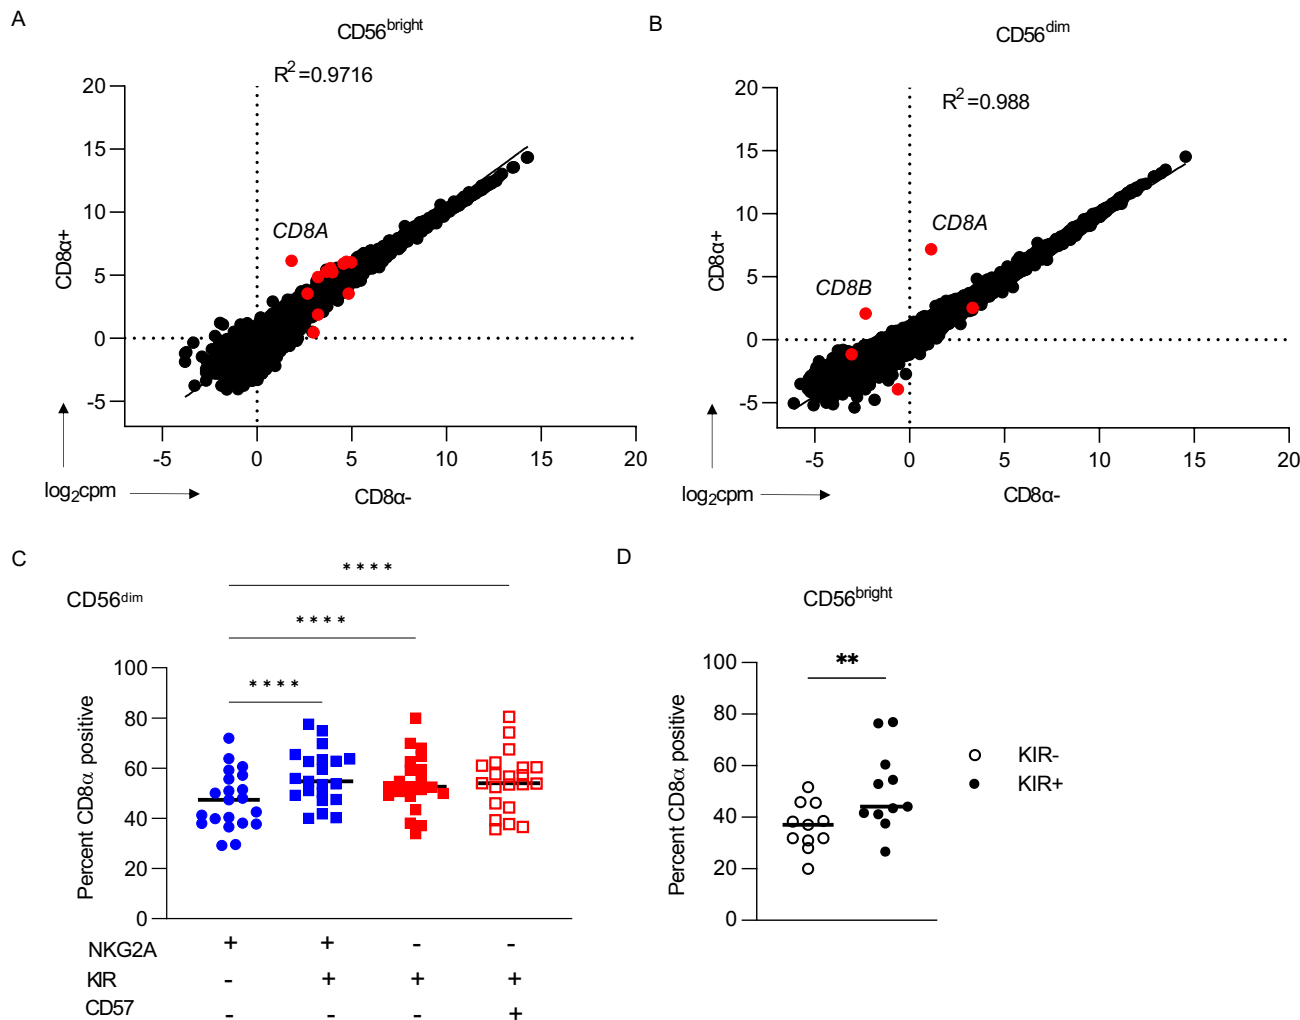 A
CD56bright
R2=0.9716
20
15
10
5
0
-5
CD8A
CD8α+
-5 0 5 10 15 20
log2cpm
CD8α-
B
CD56dim
R2=0.988
20
15
10
5
0
-5
CD8A
CD8B
CD8α+
-5 0 5 10 15 20
log2cpm
CD8α-
C
CD56dim
****
****
****
100
80
60
40
20
0
Percent CD8α positive
NKG2A + + - -
KIR - + + +
CD57 - - - +
D
CD56bright
**
100
80
60
40
20
0
Percent CD8α positive
KIR-
KIR+